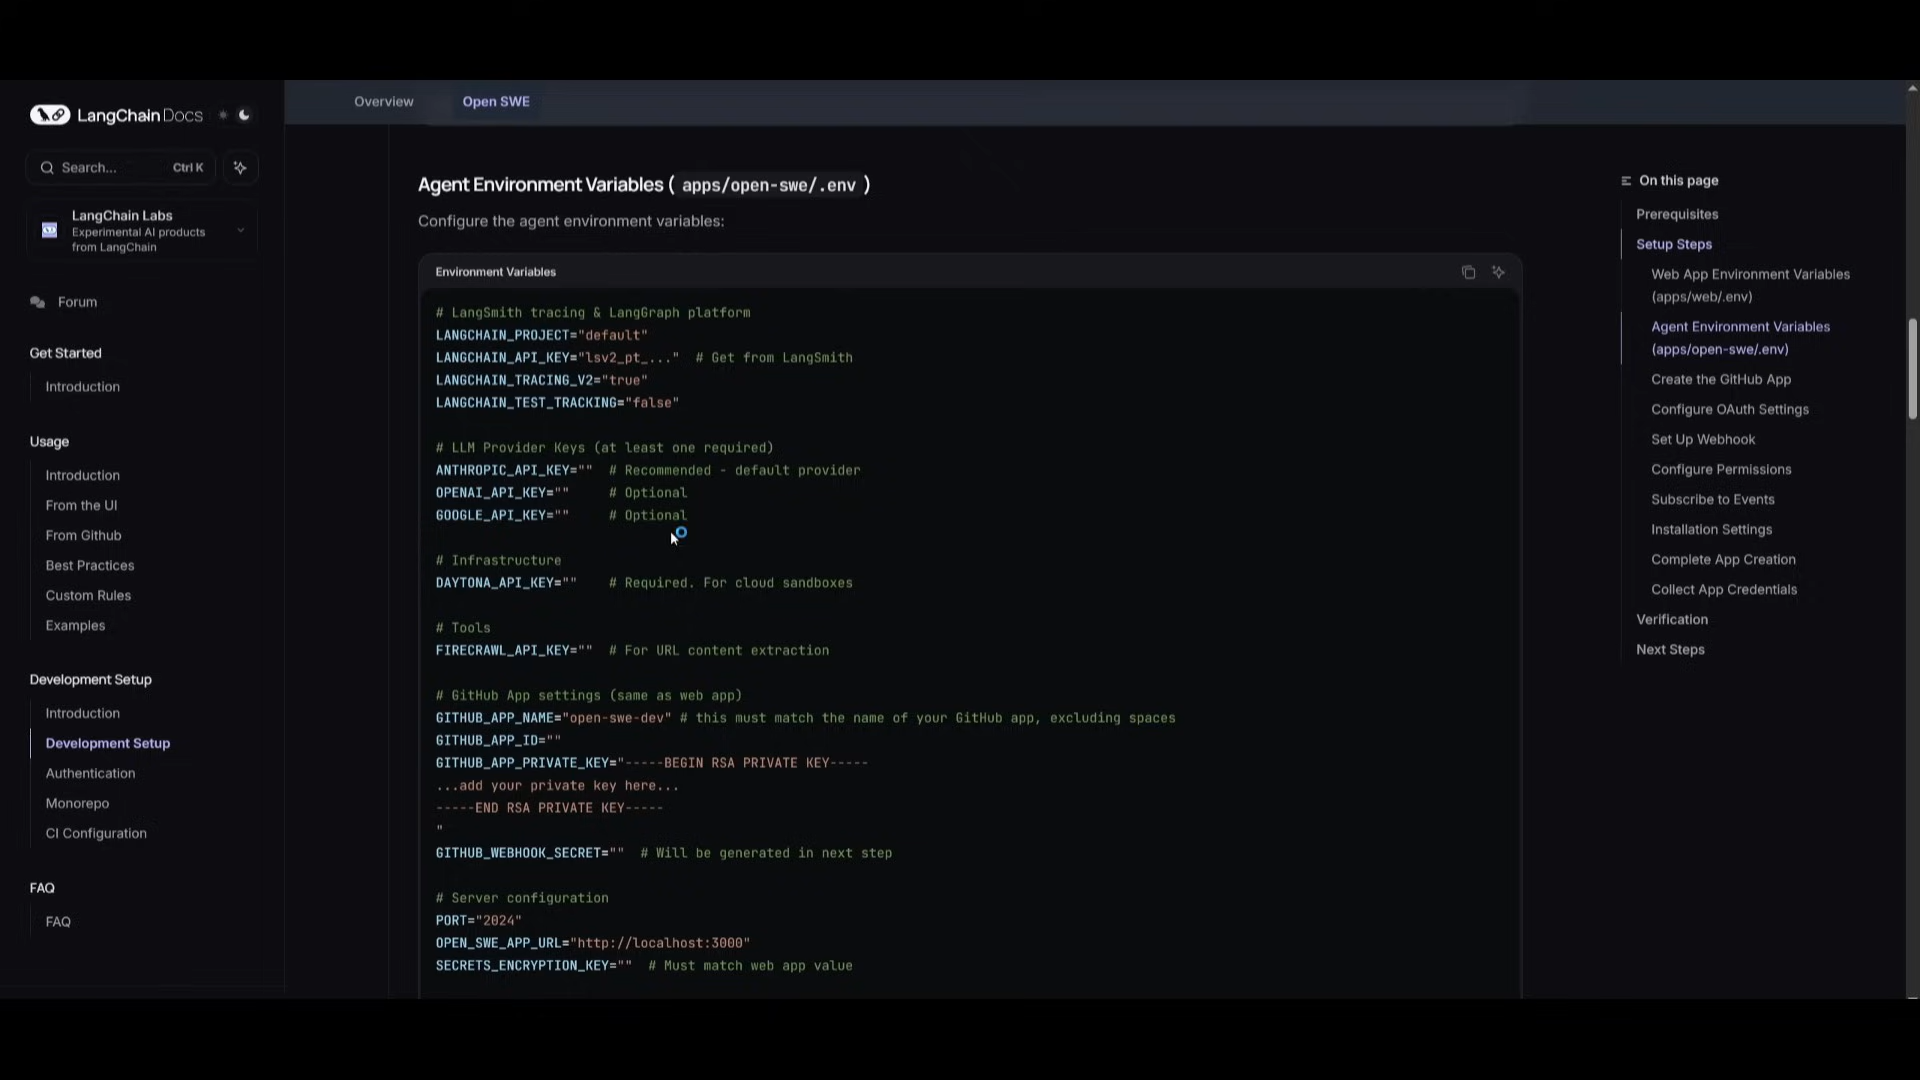 LangChain Docs
Search...
Ctrl K
LangChain Labs
Experimental AI products
from LangChain
Forum
Get Started
Introduction
Usage
Introduction
From the UI
From Github
Best Practices
Custom Rules
Examples
Development Setup
Introduction
Development Setup
Authentication
Monorepo
CI Configuration
FAQ
FAQ
Overview
Open SWE
Agent Environment Variables ( apps/open-swe/.env )
Configure the agent environment variables:
Environment Variables
# LangSmith tracing & LangGraph platform
LANGCHAIN_PROJECT="default"
LANGCHAIN_API_KEY="lsv2_pt_..."  # Get from LangSmith
LANGCHAIN_TRACING_V2="true"
LANGCHAIN_TEST_TRACKING="false"
# LLM Provider Keys (at least one required)
ANTHROPIC_API_KEY=""  # Recommended - default provider
OPENAI_API_KEY=""     # Optional
GOOGLE_API_KEY=""     # Optional
# Infrastructure
DAYTONA_API_KEY=""    # Required. For cloud sandboxes
# Tools
FIRECRAWL_API_KEY=""  # For URL content extraction
# GitHub App settings (same as web app)
GITHUB_APP_NAME="open-swe-dev" # this must match the name of your GitHub app, excluding spaces
GITHUB_APP_ID=""
GITHUB_APP_PRIVATE_KEY="-----BEGIN RSA PRIVATE KEY-----
...add your private key here...
-----END RSA PRIVATE KEY-----
"
GITHUB_WEBHOOK_SECRET=""  # Will be generated in next step
# Server configuration
PORT="2024"
OPEN_SWE_APP_URL="http://localhost:3000"
SECRETS_ENCRYPTION_KEY=""  # Must match web app value
On this page
Prerequisites
Setup Steps
Web App Environment Variables
(apps/web/.env)
Agent Environment Variables
(apps/open-swe/.env)
Create the GitHub App
Configure OAuth Settings
Set Up Webhook
Configure Permissions
Subscribe to Events
Installation Settings
Complete App Creation
Collect App Credentials
Verification
Next Steps